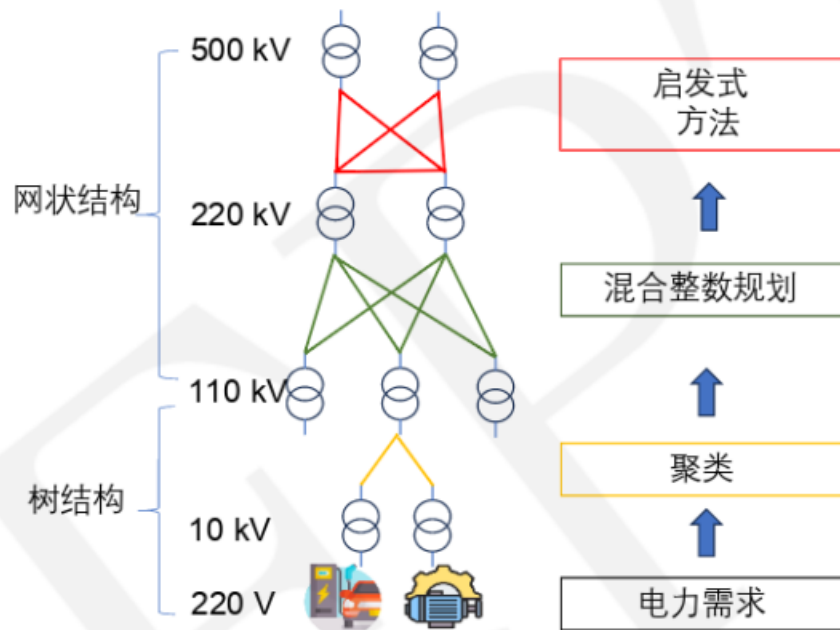 500 kV
启发式
方法
网状结构
220 kV
混合整数规划
110 kV
聚类
树结构
10 kV
220 V
电力需求